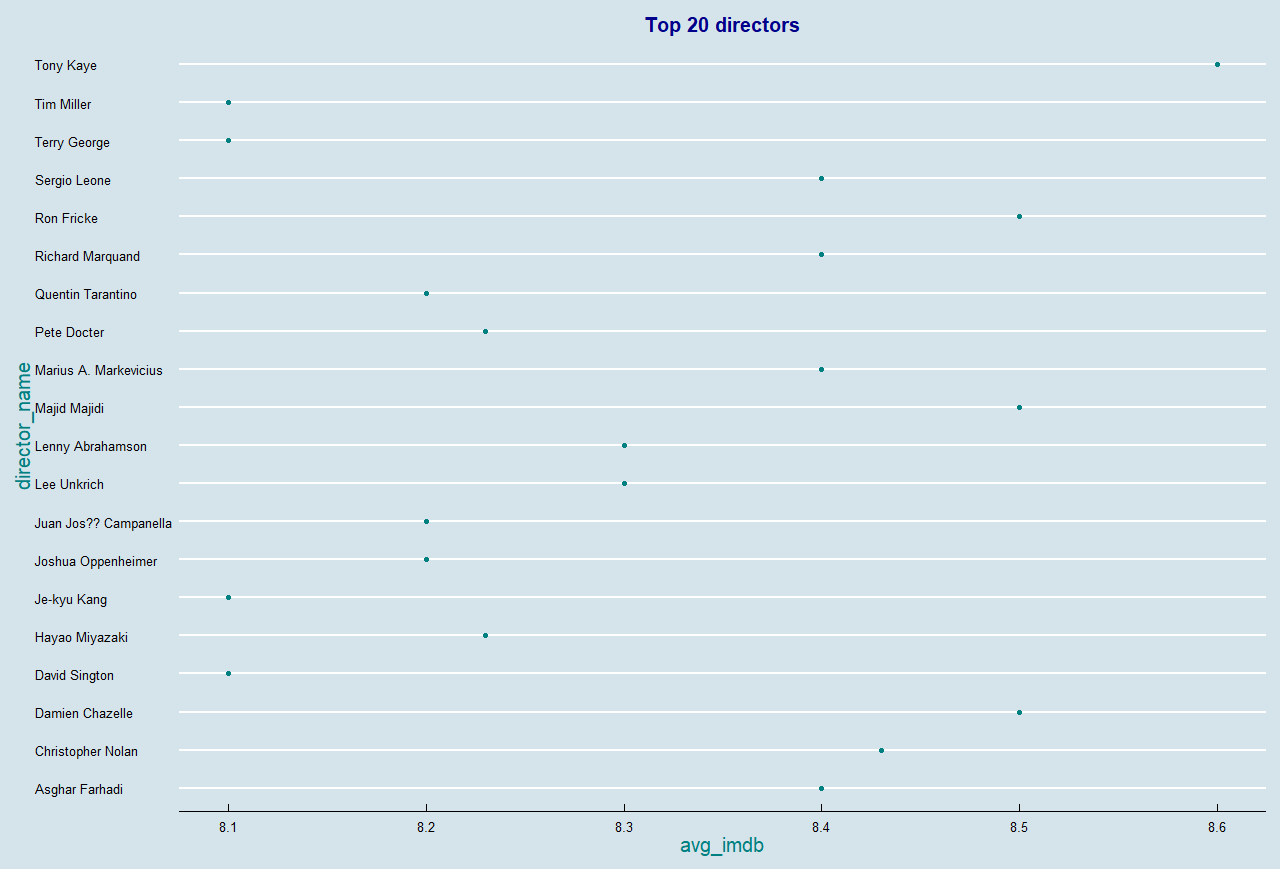 Top 20 directors
director_name
Tony Kaye
Tim Miller
Terry George
Sergio Leone
Ron Fricke
Richard Marquand
Quentin Tarantino
Pete Docter
Marius A. Markevicius
Majid Majidi
Lenny Abrahamson
Lee Unkrich
Juan Jos?? Campanella
Joshua Oppenheimer
Je-kyu Kang
Hayao Miyazaki
David Sington
Damien Chazelle
Christopher Nolan
Asghar Farhadi
8.1 8.2 8.3 8.4 8.5 8.6
avg_imdb